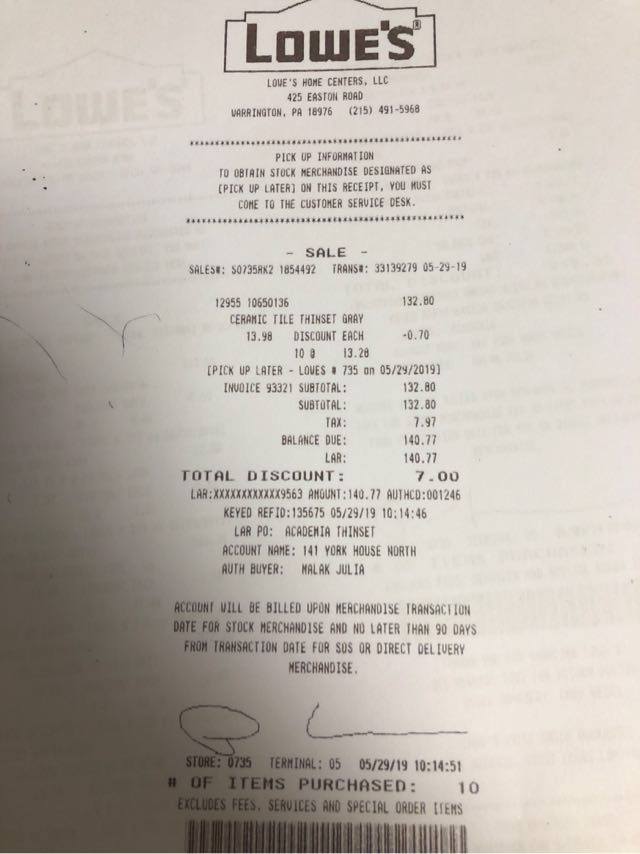 LOWE'S®
LOWE'S HOME CENTERS, LLC
425 EASTON ROAD
WARRINGTON, PA 18976 (215) 491-5968
************************************************
PICK UP INFORMATION
TO OBTAIN STOCK MERCHANDISE DESIGNATED AS
[PICK UP LATER] ON THIS RECEIPT, YOU MUST
COME TO THE CUSTOMER SERVICE DESK.
************************************************
- SALE -
SALES#: S0735RK2 1854492 TRANS#: 33139279 05-29-19
12955 10650136 132.80
CERAMIC TILE THINSET GRAY
13.98 DISCOUNT EACH -0.70
10 @ 13.28
[PICK UP LATER - LOWES # 735 on 05/29/2019]
INVOICE 93321 SUBTOTAL: 132.80
SUBTOTAL: 132.80
TAX: 7.97
BALANCE DUE: 140.77
LAR: 140.77
TOTAL DISCOUNT: 7.00
LAR:XXXXXXXXXXXX9563 AMOUNT:140.77 AUTHCD:001246
KEYED REFID:135675 05/29/19 10:14:46
LAR PO: ACADEMIA THINSET
ACCOUNT NAME: 141 YORK HOUSE NORTH
AUTH BUYER: MALAK JULIA
ACCOUNT WILL BE BILLED UPON MERCHANDISE TRANSACTION
DATE FOR STOCK MERCHANDISE AND NO LATER THAN 90 DAYS
FROM TRANSACTION DATE FOR SOS OR DIRECT DELIVERY
MERCHANDISE.
STORE: 0735 TERMINAL: 05 05/29/19 10:14:51
# OF ITEMS PURCHASED: 10
EXCLUDES FEES, SERVICES AND SPECIAL ORDER ITEMS